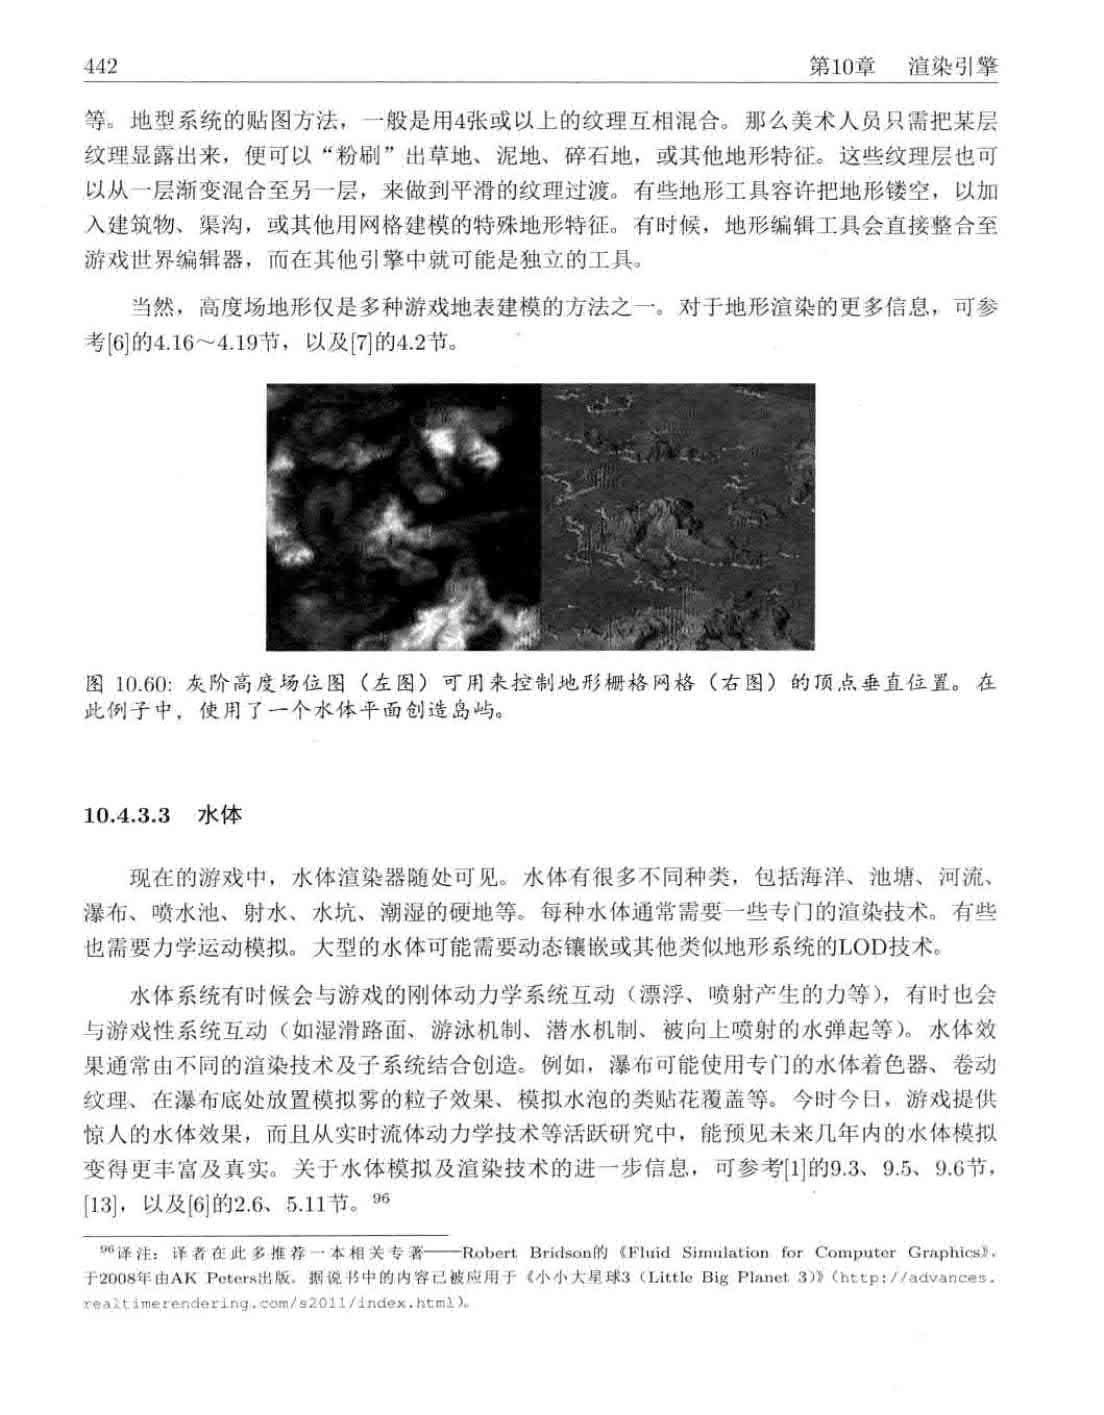 442 第10章 渲染引擎
等。地型系统的贴图方法，一般是用4张或以上的纹理互相混合。那么美术人员只需把某层
纹理显露出来，便可以“粉刷”出草地、泥地、碎石地，或其他地形特征。这些纹理层也可
以从一层渐变混合至另一层，来做到平滑的纹理过渡。有些地形工具容许把地形镂空，以加
入建筑物、渠沟，或其他用网格建模的特殊地形特征。有时候，地形编辑工具会直接整合至
游戏世界编辑器，而在其他引擎中就可能是独立的工具。
当然，高度场地形仅是多种游戏地表建模的方法之一。对于地形渲染的更多信息，可参
考[6]的4.16～4.19节，以及[7]的4.2节。
图 10.60: 灰阶高度场位图（左图）可用来控制地形栅格网格（右图）的顶点垂直位置。在
此例子中，使用了一个水体平面创造岛屿。
10.4.3.3 水体
现在的游戏中，水体渲染器随处可见。水体有很多不同种类，包括海洋、池塘、河流、
瀑布、喷水池、射水、水坑、潮湿的硬地等。每种水体通常需要一些专门的渲染技术。有些
也需要力学运动模拟。大型的水体可能需要动态镶嵌或其他类似地形系统的LOD技术。
水体系统有时候会与游戏的刚体动力学系统互动（漂浮、喷射产生的力等），有时也会
与游戏性系统互动（如湿滑路面、游泳机制、潜水机制、被向上喷射的水弹起等）。水体效
果通常由不同的渲染技术及子系统结合创造。例如，瀑布可能使用专门的水体着色器、卷动
纹理、在瀑布底处放置模拟雾的粒子效果、模拟水泡的类贴花覆盖等。今时今日，游戏提供
惊人的水体效果，而且从实时流体动力学技术等活跃研究中，能预见未来几年内的水体模拟
变得更丰富及真实。关于水体模拟及渲染技术的进一步信息，可参考[1]的9.3、9.5、9.6节，
[13]，以及[6]的2.6、5.11节。96
96译注：译者在此多推荐一本相关专著——Robert Bridson的《Fluid Simulation for Computer Graphics》，
于2008年由AK Peters出版。据说书中的内容已被应用于《小小大星球3（Little Big Planet 3）》（http://advances.
realtimerendering.com/s2011/index.html）。